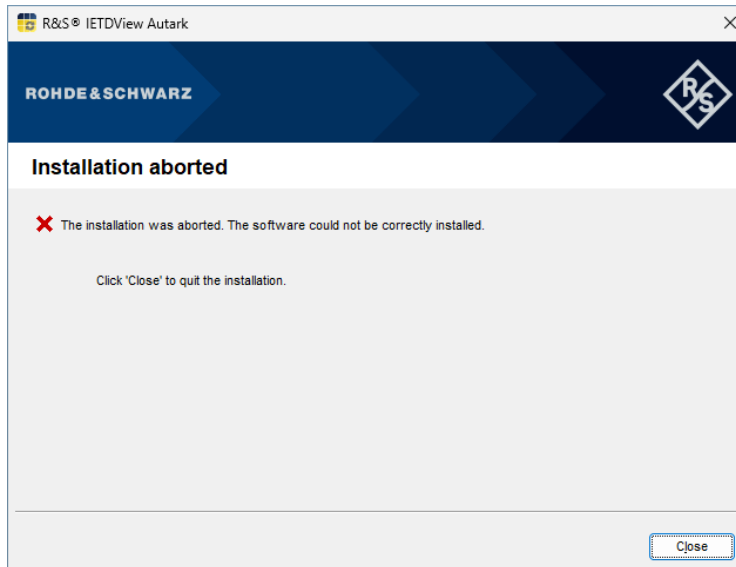 R&S® IETDView Autark
ROHDE&SCHWARZ
R S
Installation aborted
The installation was aborted. The software could not be correctly installed.
Click 'Close' to quit the installation.
Close